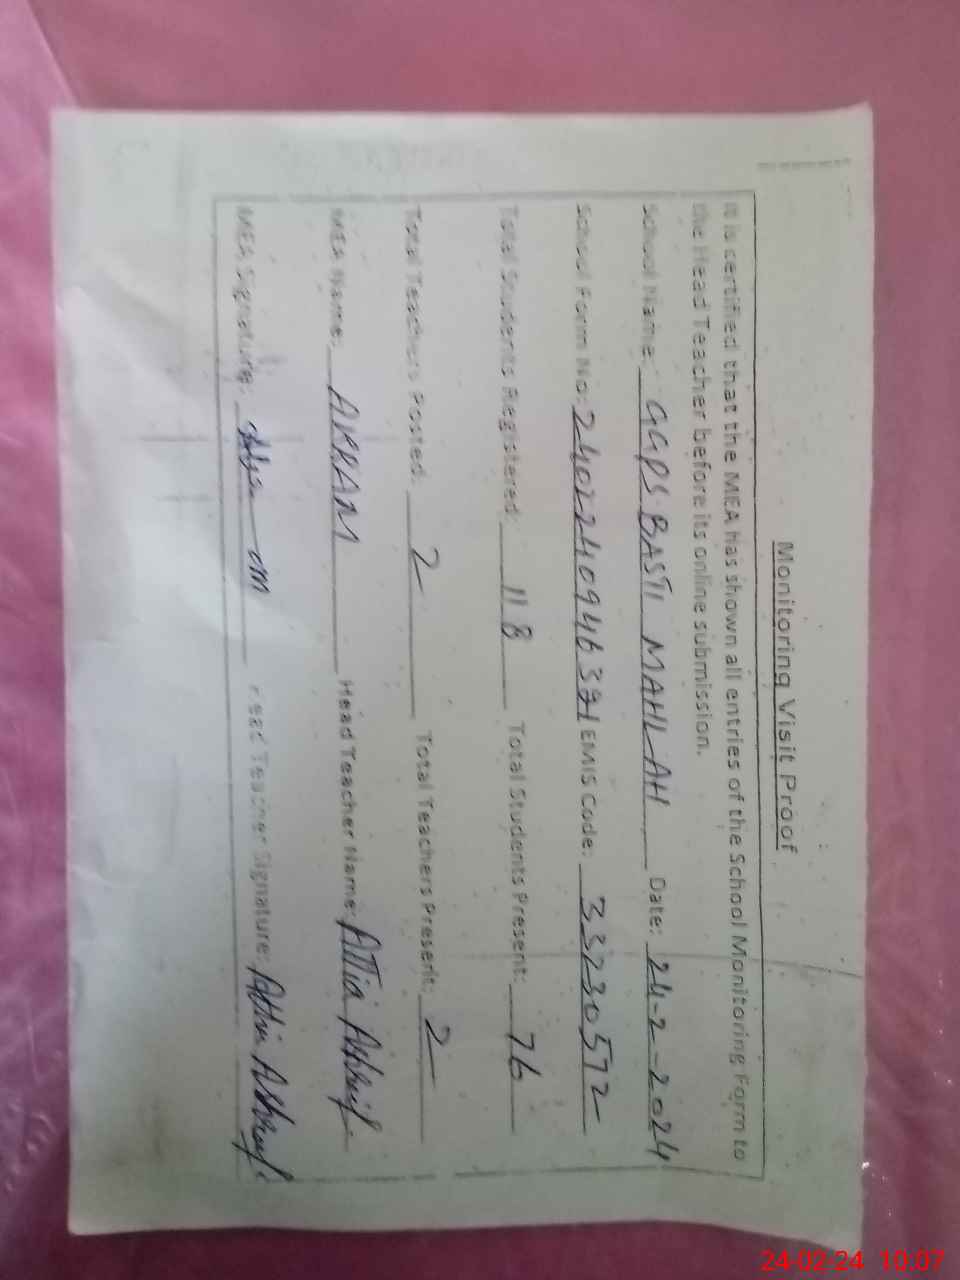 Monitoring Visit Proof
It is certified that the MEA has shown all entries of the School Monitoring Form to
the Head Teacher before its online submission.
School Name: GGPS BASTI MAHLAH Date: 24-2-2024
School Form No: 2402240946371 EMIS Code: 33230572
Total Students Registered: 118 Total Students Present: 76
Total Teachers Posted: 2 Total Teachers Present: 2
MEA Name: AKRAM Head Teacher Name: Attia Ashraf
MEA Signature: Head Teacher Signature: Attia Ashraf
24-02-24 10:07